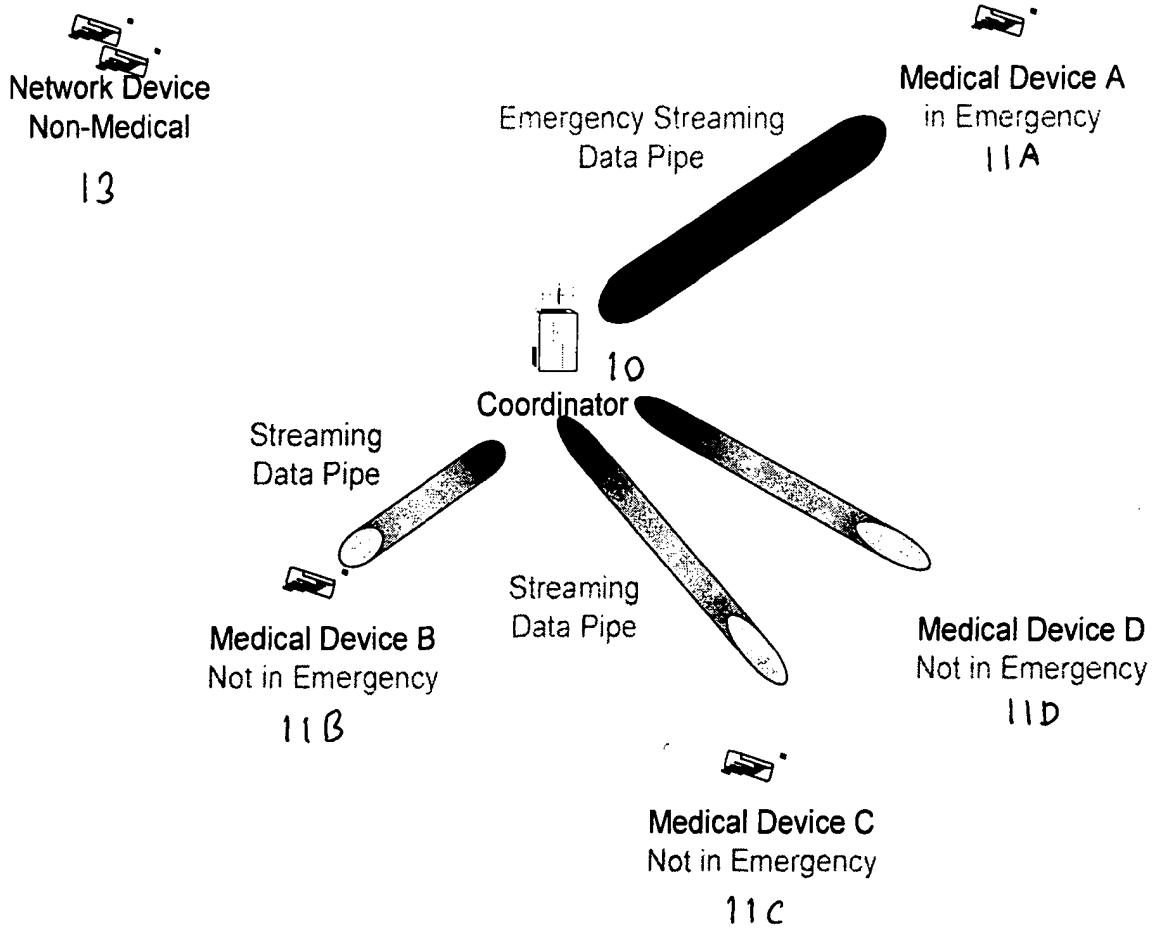 Network Device
Non-Medical
13
Medical Device A
in Emergency
11A
Emergency Streaming
Data Pipe
10
Coordinator
Streaming
Data Pipe
Streaming
Data Pipe
Medical Device B
Not in Emergency
11B
Medical Device D
Not in Emergency
11D
Medical Device C
Not in Emergency
11C